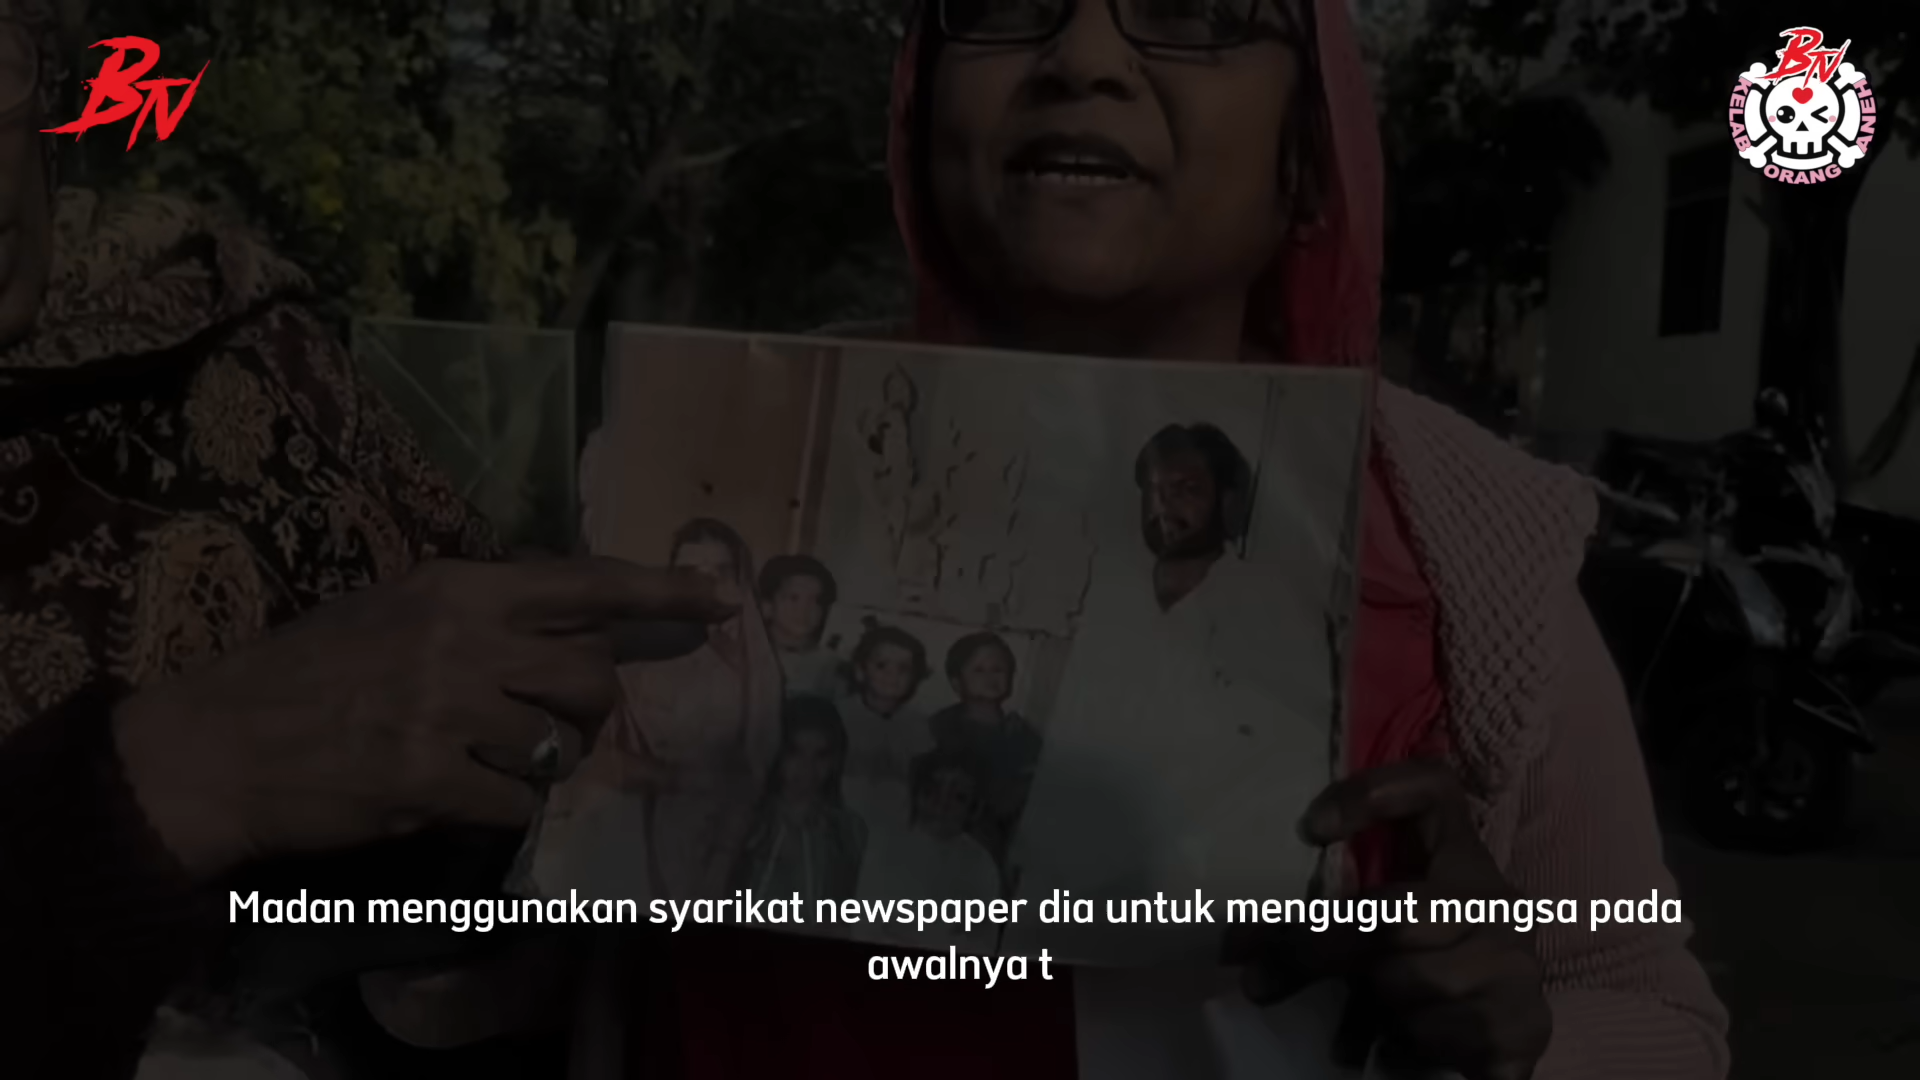 BN
BN
KELAB
ORANG
ANEH
Madan menggunakan syarikat newspaper dia untuk mengugut mangsa pada
awalnya t